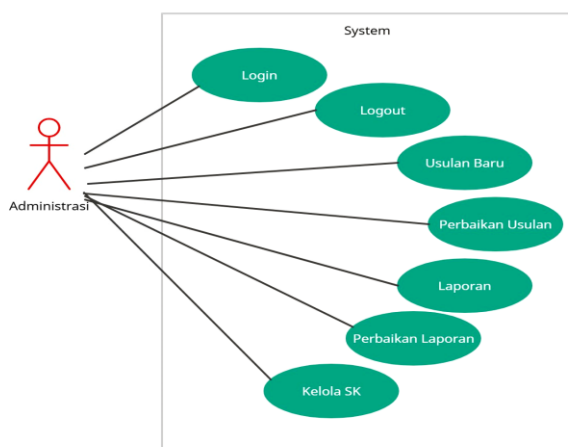 System
Login
Logout
Usulan Baru
Administrasi
Perbaikan Usulan
Laporan
Perbaikan Laporan
Kelola SK